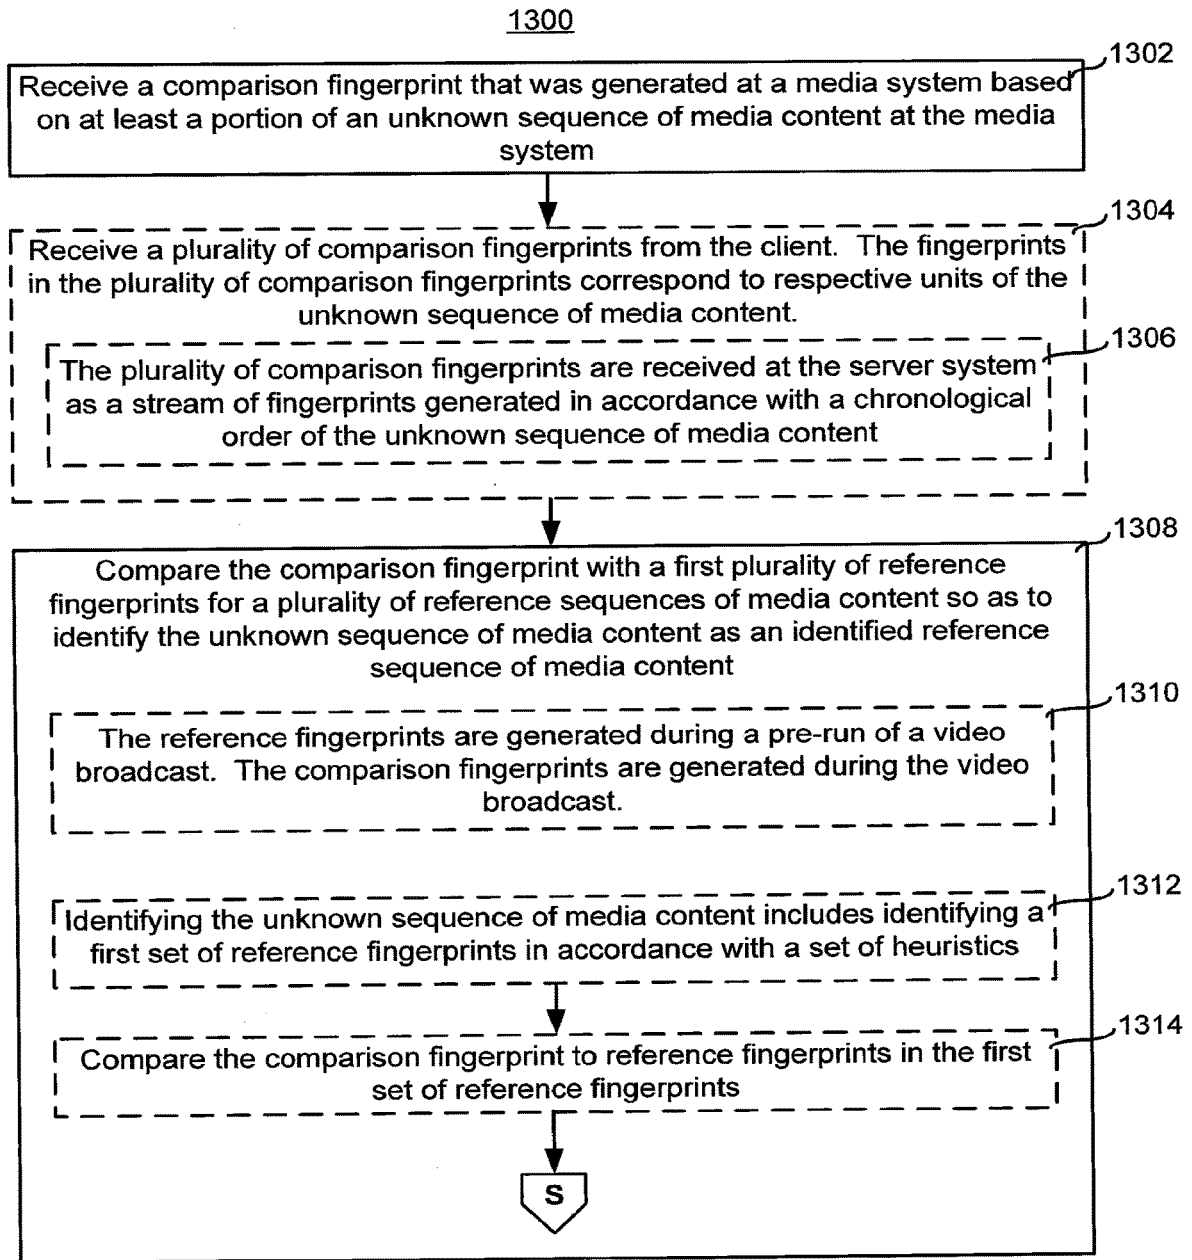 1300
1302
Receive a comparison fingerprint that was generated at a media system based
on at least a portion of an unknown sequence of media content at the media
system
1304
Receive a plurality of comparison fingerprints from the client. The fingerprints
in the plurality of comparison fingerprints correspond to respective units of the
unknown sequence of media content.
1306
The plurality of comparison fingerprints are received at the server system
as a stream of fingerprints generated in accordance with a chronological
order of the unknown sequence of media content
1308
Compare the comparison fingerprint with a first plurality of reference
fingerprints for a plurality of reference sequences of media content so as to
identify the unknown sequence of media content as an identified reference
sequence of media content
1310
The reference fingerprints are generated during a pre-run of a video
broadcast. The comparison fingerprints are generated during the video
broadcast.
1312
Identifying the unknown sequence of media content includes identifying a
first set of reference fingerprints in accordance with a set of heuristics
1314
Compare the comparison fingerprint to reference fingerprints in the first
set of reference fingerprints
S